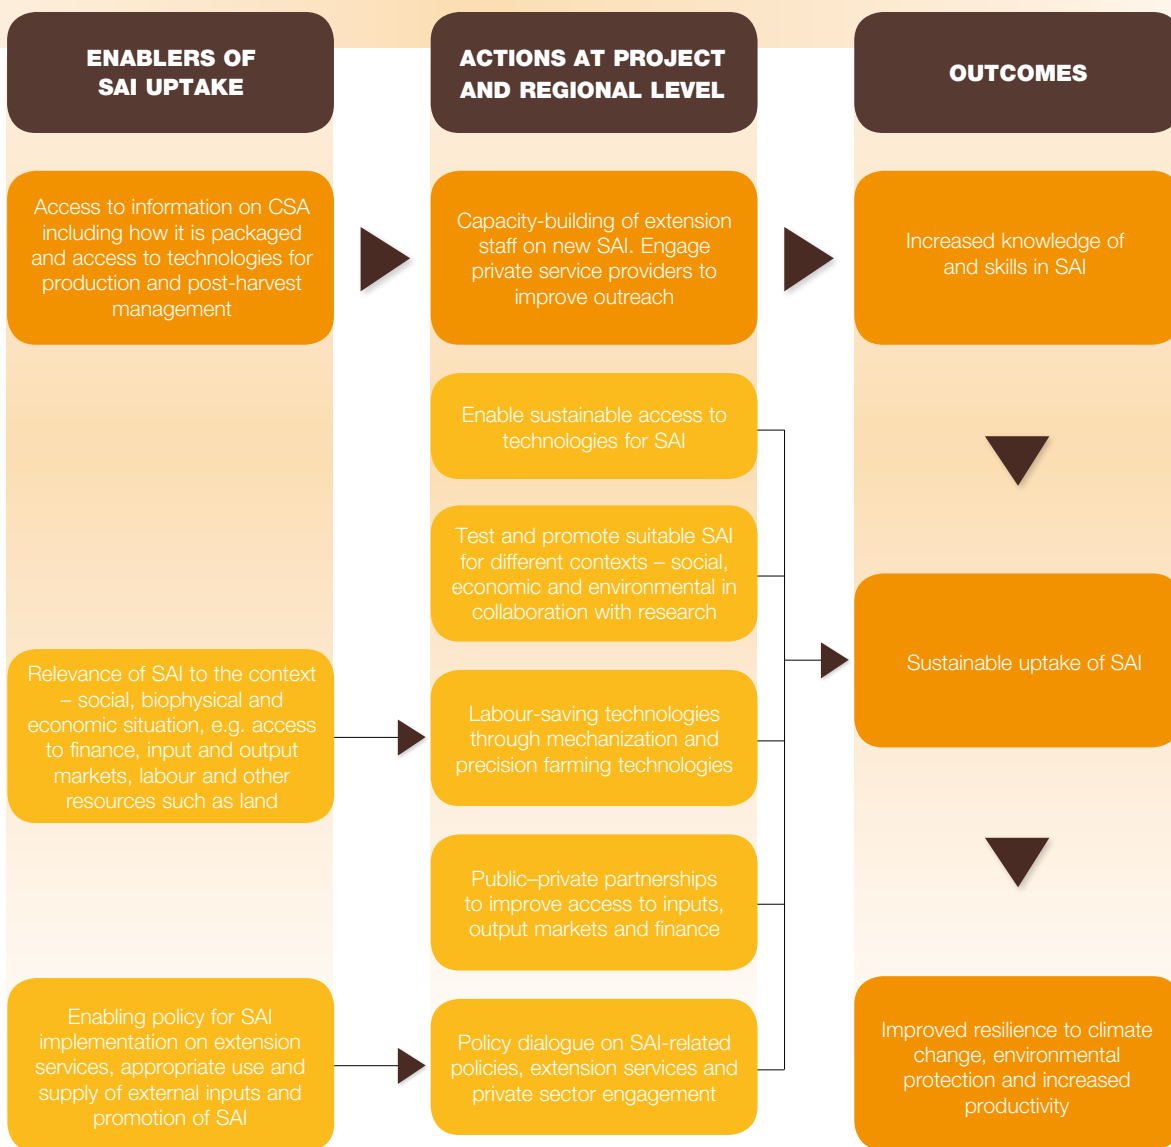 ENABLERS OF
SAI UPTAKE
ACTIONS AT PROJECT
AND REGIONAL LEVEL
OUTCOMES
Access to information on CSA
including how it is packaged
and access to technologies for
production and post-harvest
management
Capacity-building of extension
staff on new SAI. Engage
private service providers to
improve outreach
Increased knowledge of
and skills in SAI
Enable sustainable access to
technologies for SAI
Test and promote suitable SAI
for different contexts – social,
economic and environmental in
collaboration with research
Relevance of SAI to the context
– social, biophysical and
economic situation, e.g. access
to finance, input and output
markets, labour and other
resources such as land
Labour-saving technologies
through mechanization and
precision farming technologies
Sustainable uptake of SAI
Public–private partnerships
to improve access to inputs,
output markets and finance
Enabling policy for SAI
implementation on extension
services, appropriate use and
supply of external inputs and
promotion of SAI
Policy dialogue on SAI-related
policies, extension services and
private sector engagement
Improved resilience to climate
change, environmental
protection and increased
productivity